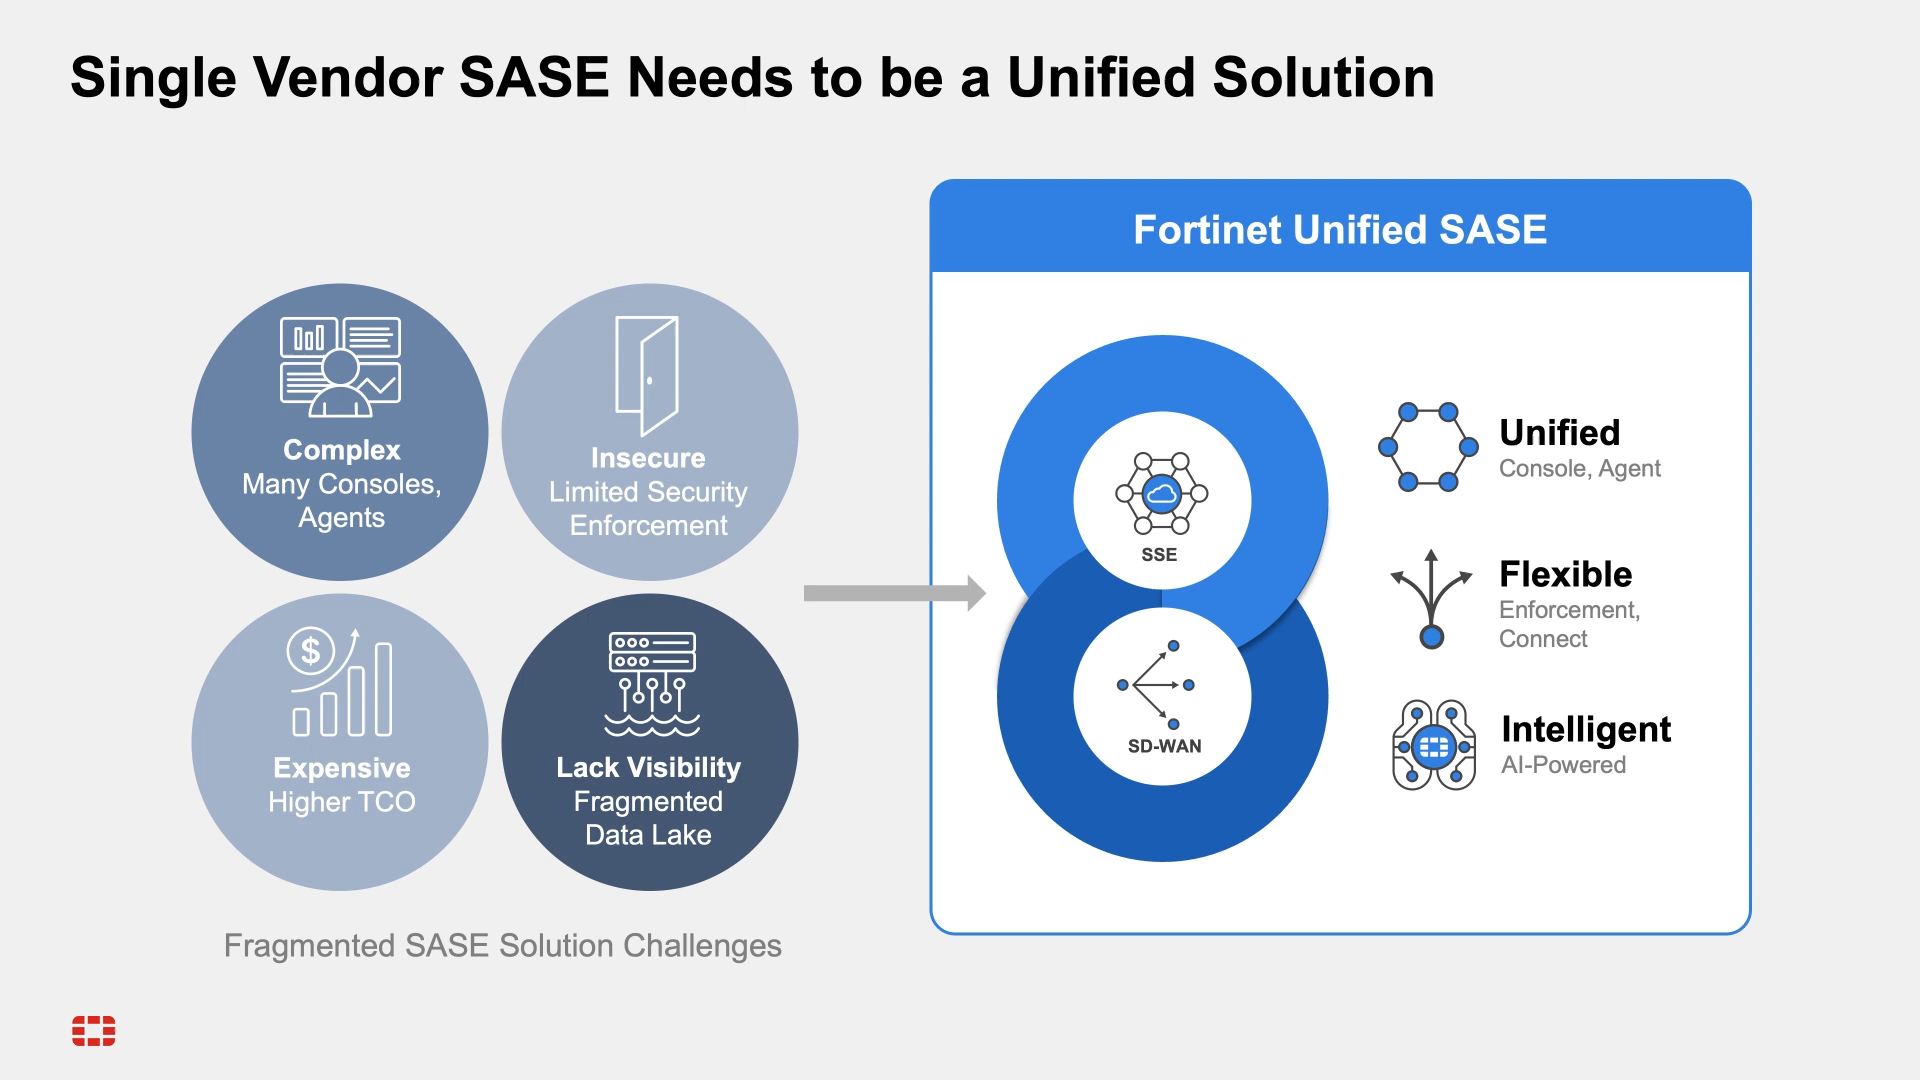 Single Vendor SASE Needs to be a Unified Solution
Complex
Many Consoles,
Agents
Insecure
Limited Security
Enforcement
$
Expensive
Higher TCO
Lack Visibility
Fragmented
Data Lake
Fragmented SASE Solution Challenges
Fortinet Unified SASE
SSE
SD-WAN
Unified
Console, Agent
Flexible
Enforcement,
Connect
Intelligent
AI-Powered